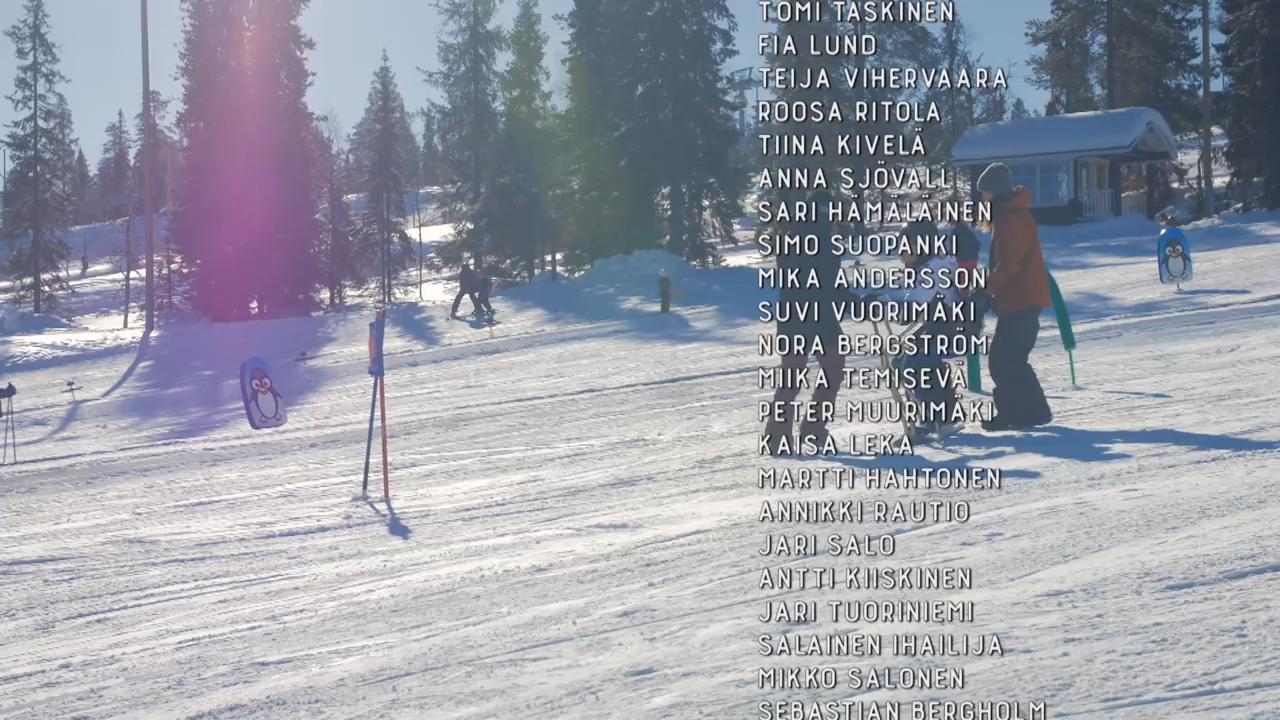 TOMI TASKINEN
FIA LUND
TEIJA VIHERVAARA
ROOSA RITOLA
TIINA KIVELÄ
ANNA SJÖVALL
SARI HÄMÄLÄINEN
SIMO SUOPANKI
MIKA ANDERSSON
SUVI VUORIMÄKI
NORA BERGSTRÖM
MIIKA TEMISEVÄ
PETER MUURIMÄKI
KAISA LEKA
MARTTI HAHTONEN
ANNIKKI RAUTIO
JARI SALO
ANTTI KIISKINEN
JARI TUORINIEMI
SALAINEN IHAILIJA
MIKKO SALONEN
SEBASTIAN BERGHOLM